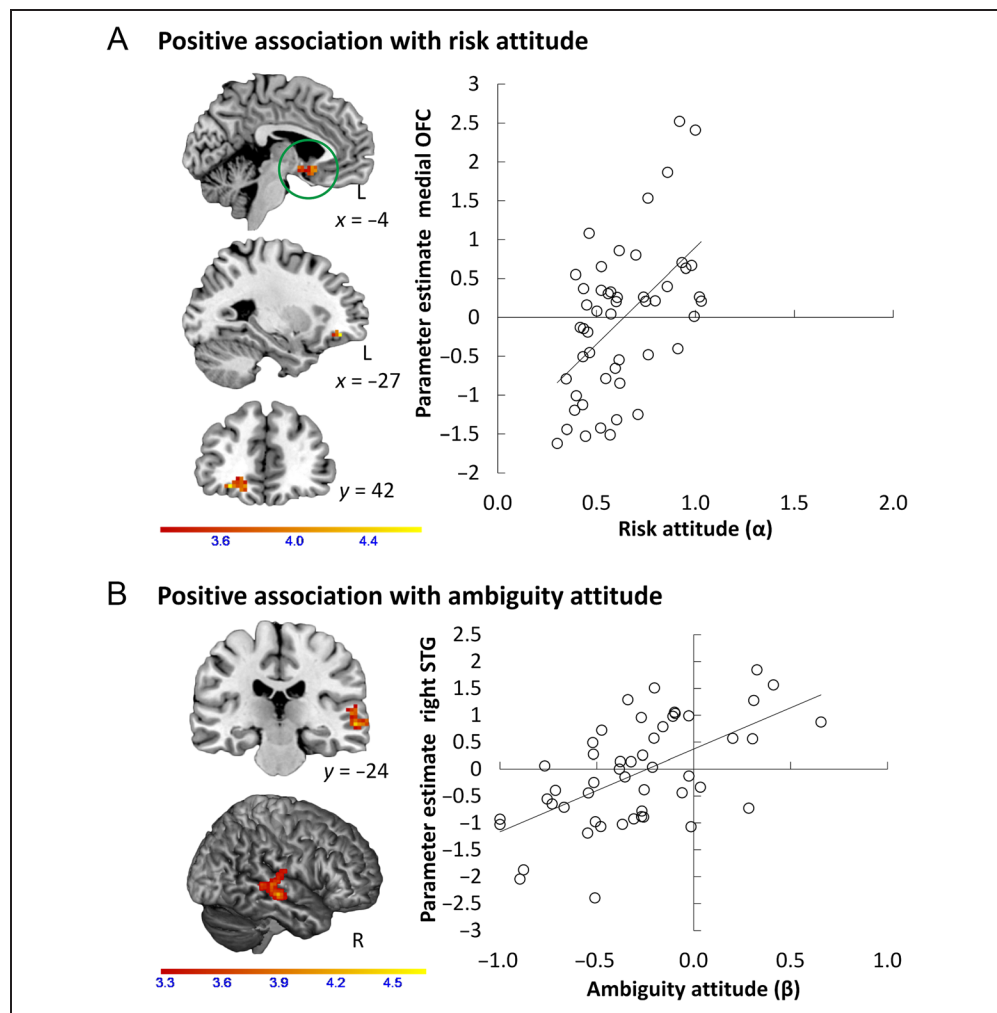 A Positive association with risk attitude
L
x = −4
L
x = −27
y = 42
3.6 4.0 4.4
Parameter estimate medial OFC
3
2.5
2
1.5
1
0.5
0
−0.5
−1
−1.5
−2
0.0 0.5 1.0 1.5 2.0
Risk attitude (α)
B Positive association with ambiguity attitude
y = −24
R
3.3 3.6 3.9 4.2 4.5
Parameter estimate right STG
2.5
2
1.5
1
0.5
0
−0.5
−1
−1.5
−2
−2.5
−3
−1.0 −0.5 0.0 0.5 1.0
Ambiguity attitude (β)